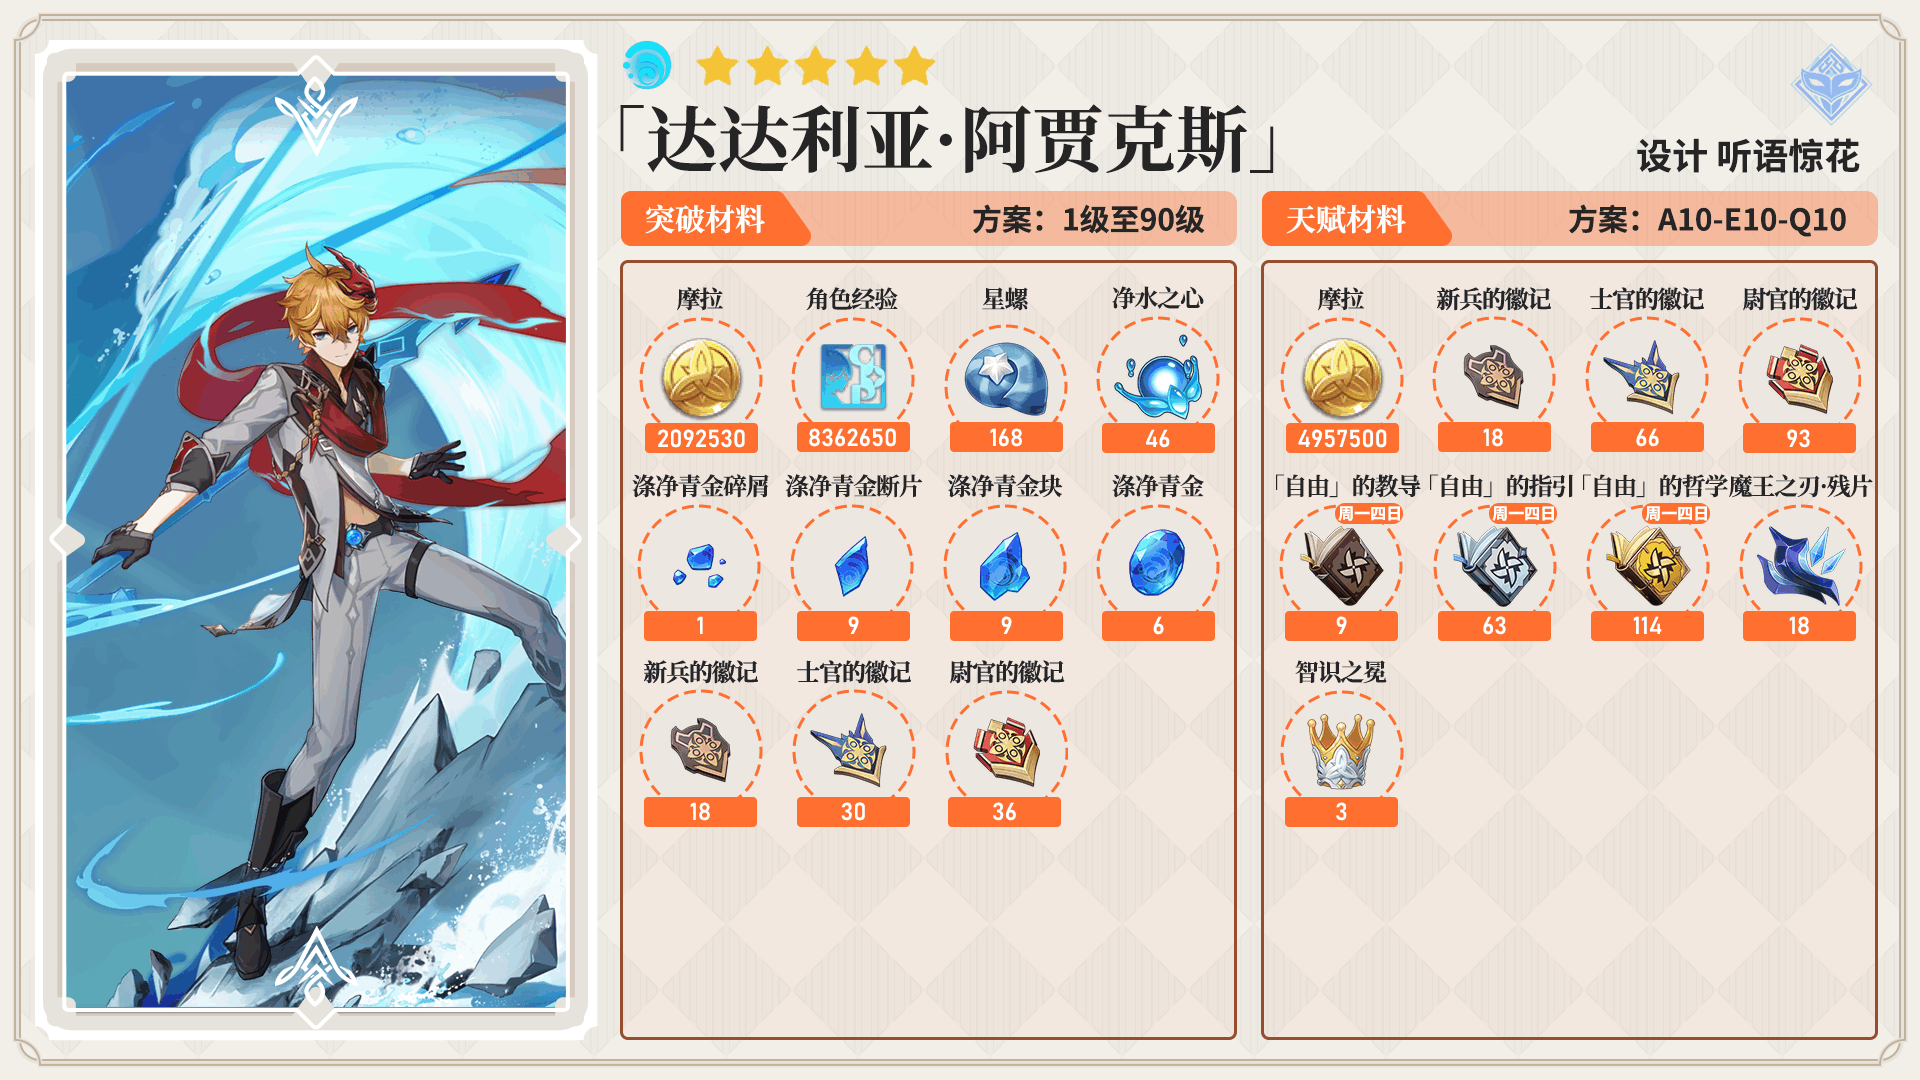 「达达利亚·阿贾克斯」
设计 听语惊花
突破材料
方案：1级至90级
摩拉
角色经验
星螺
净水之心
2092530
8362650
168
46
涤净青金碎屑
涤净青金断片
涤净青金块
涤净青金
1
9
9
6
新兵的徽记
士官的徽记
尉官的徽记
18
30
36
天赋材料
方案：A10-E10-Q10
摩拉
新兵的徽记
士官的徽记
尉官的徽记
4957500
18
66
93
「自由」的教导
「自由」的指引
「自由」的哲学
魔王之刃·残片
周一四日
周一四日
周一四日
9
63
114
18
智识之冕
3